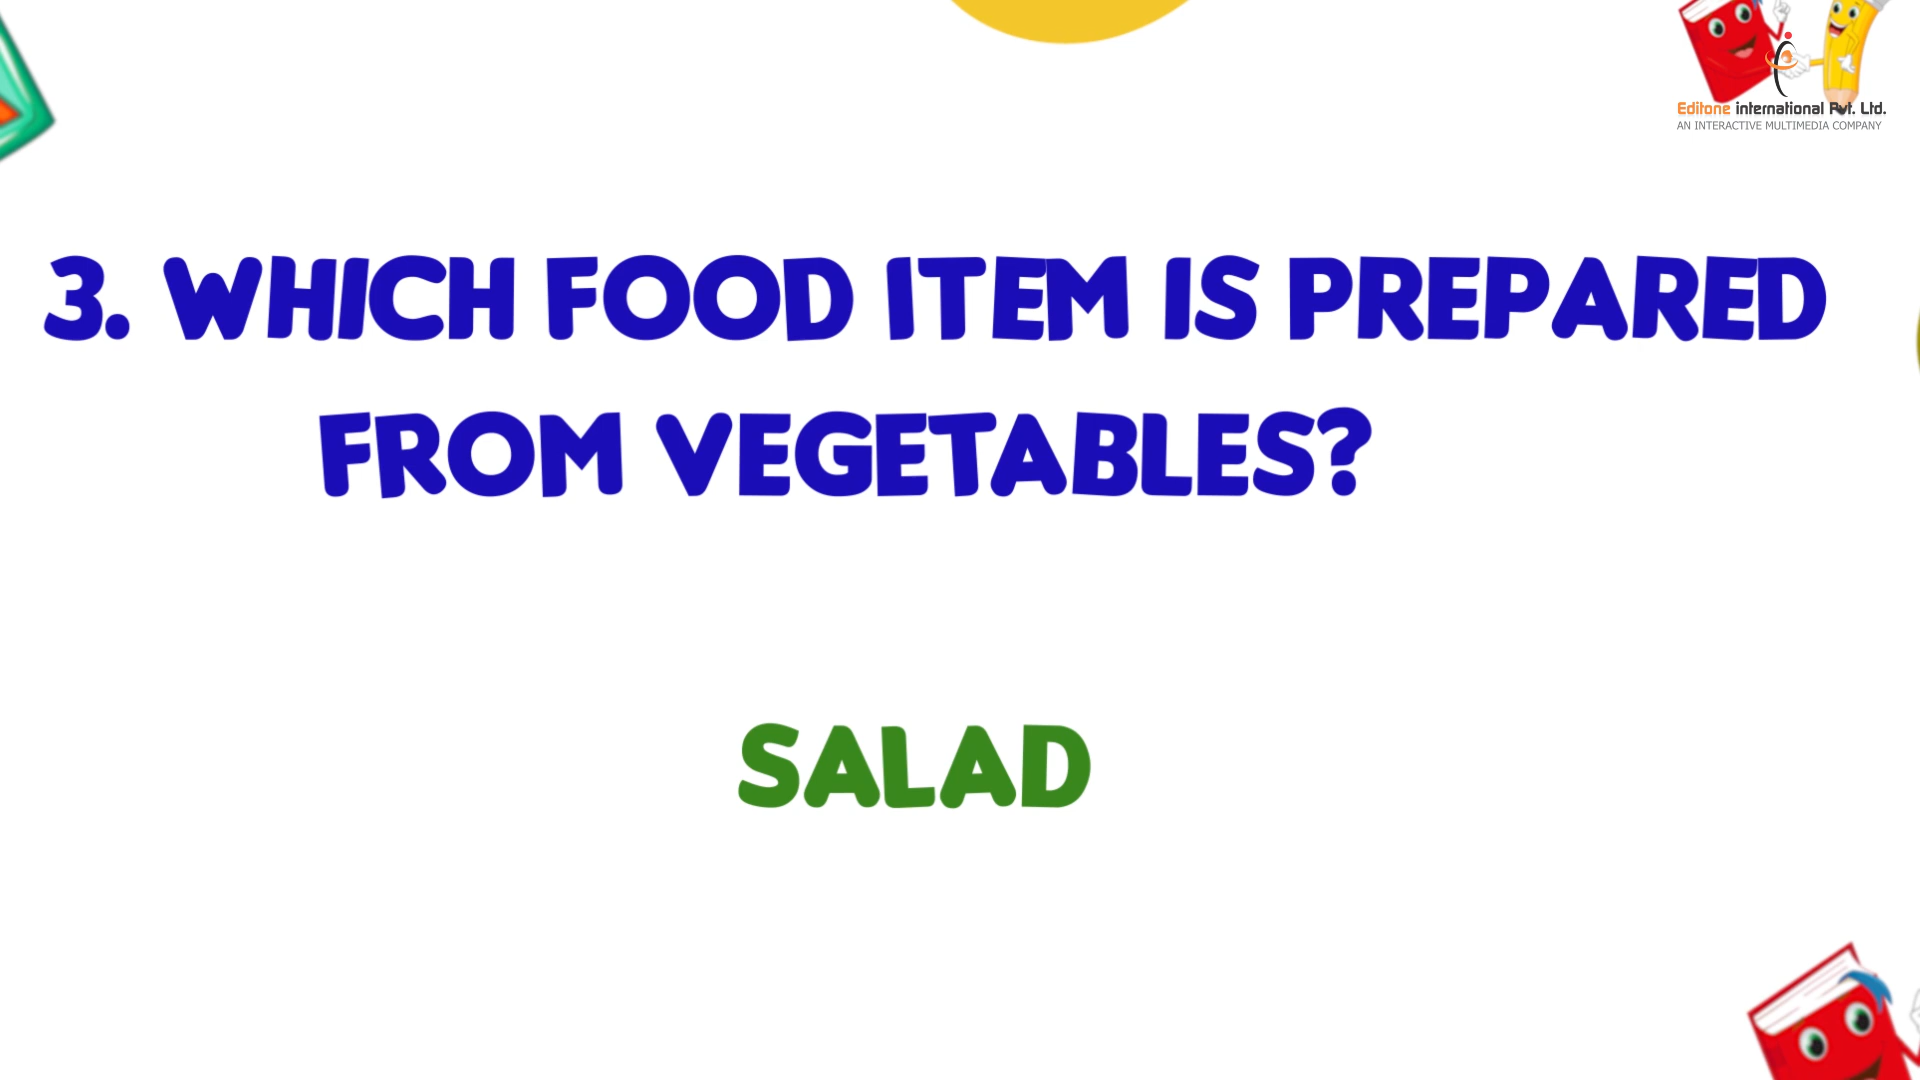 Editone international Pvt. Ltd.
AN INTERACTIVE MULTIMEDIA COMPANY
3. WHICH FOOD ITEM IS PREPARED
FROM VEGETABLES?
SALAD